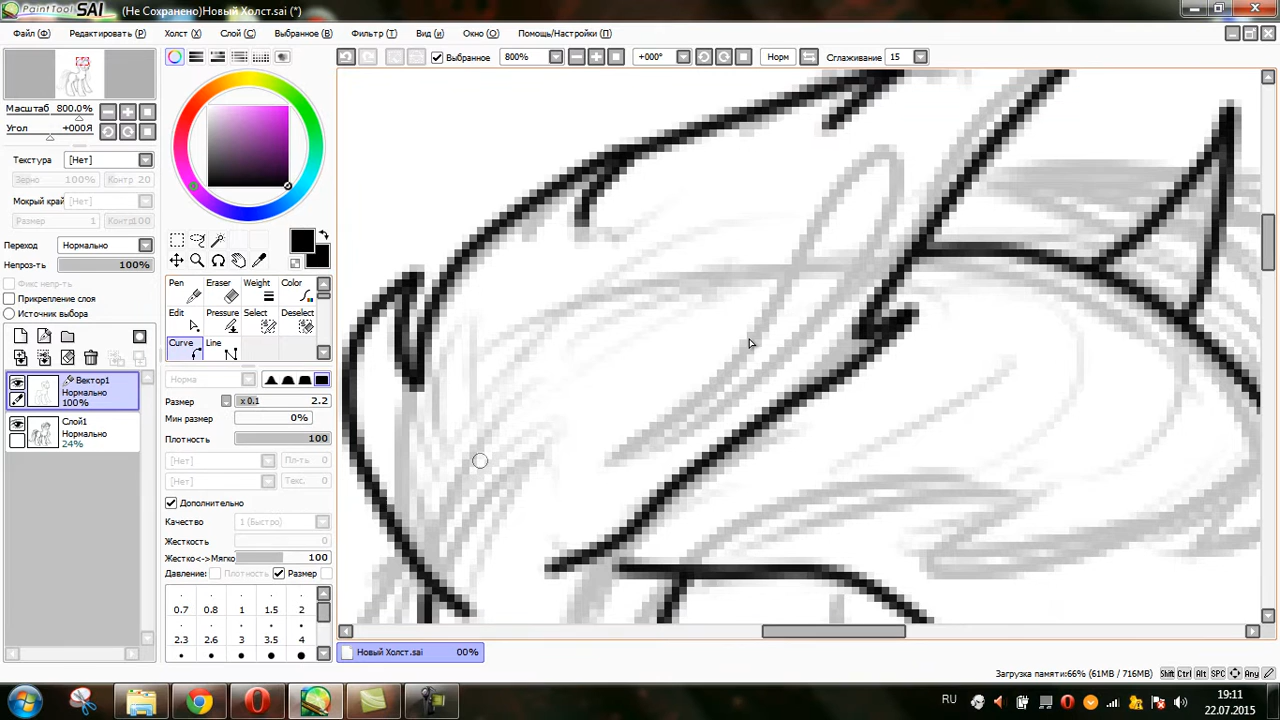 PaintTool SAI (Не Сохранено)Новый Холст.sai (*)
Файл (Ф) Редактировать (Р) Холст (Х) Слой (С) Выбранное (В) Фильтр (Т) Вид (и) Окно (О) Помощь/Настройки (П)
Выбранное 800% +000° Норм Сглаживание 15
Масштаб 800.0%
Угол +000Я
Текстура [Нет]
Зерно 100% Контр 20
Мокрый край [Нет]
Размер 1 Контр 100
Переход Нормально
Непроз-ть 100%
Фикс непр-ть
Прикрепление слоя
Источник выбора
Pen Eraser Weight Color
Edit Pressure Select Deselect
Curve Line
Вектор1
Нормально
100%
Слой1
Нормально
24%
Норма
Размер x 0.1 2.2
Мин размер 0%
Плотность 100
[Нет] Пл-ть 0
[Нет] Текс. 0
Дополнительно
Качество 1 (Быстро)
Жесткость 0
Жестко<->Мягко 100
Давление: Плотность Размер
0.7 0.8 1 1.5 2
2.3 2.6 3 3.5 4
Новый Холст.sai 00%
Загрузка памяти:66% (61MB / 716MB) Shift Ctrl Alt SPC Any
RU 19:11
22.07.2015